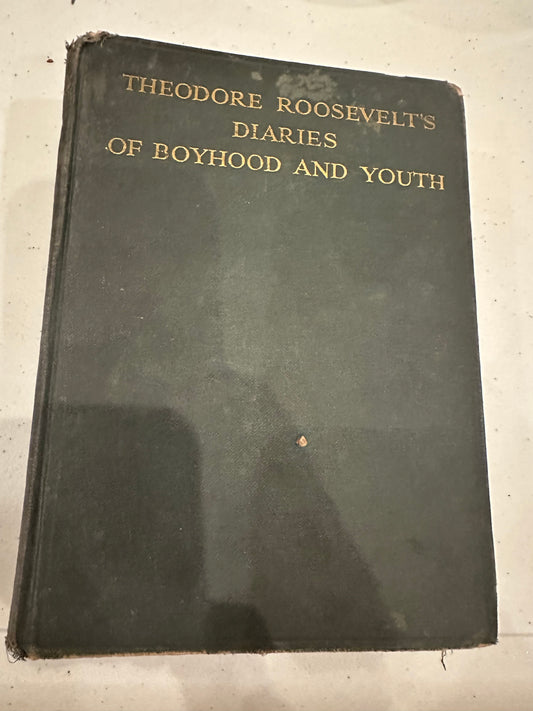 THEODORE ROOSEVELT'S
DIARIES
OF BOYHOOD AND YOUTH